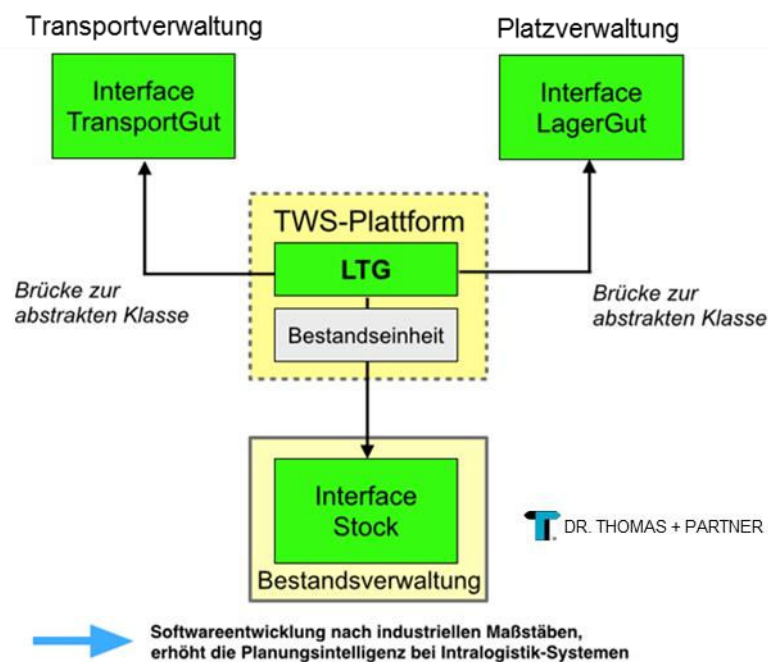 Transportverwaltung
Platzverwaltung
Interface
TransportGut
Interface
LagerGut
TWS-Plattform
LTG
Bestandseinheit
Brücke zur
abstrakten Klasse
Brücke zur
abstrakten Klasse
Interface
Stock
Bestandsverwaltung
DR. THOMAS + PARTNER
Softwareentwicklung nach industriellen Maßstäben,
erhöht die Planungsintelligenz bei Intralogistik-Systemen